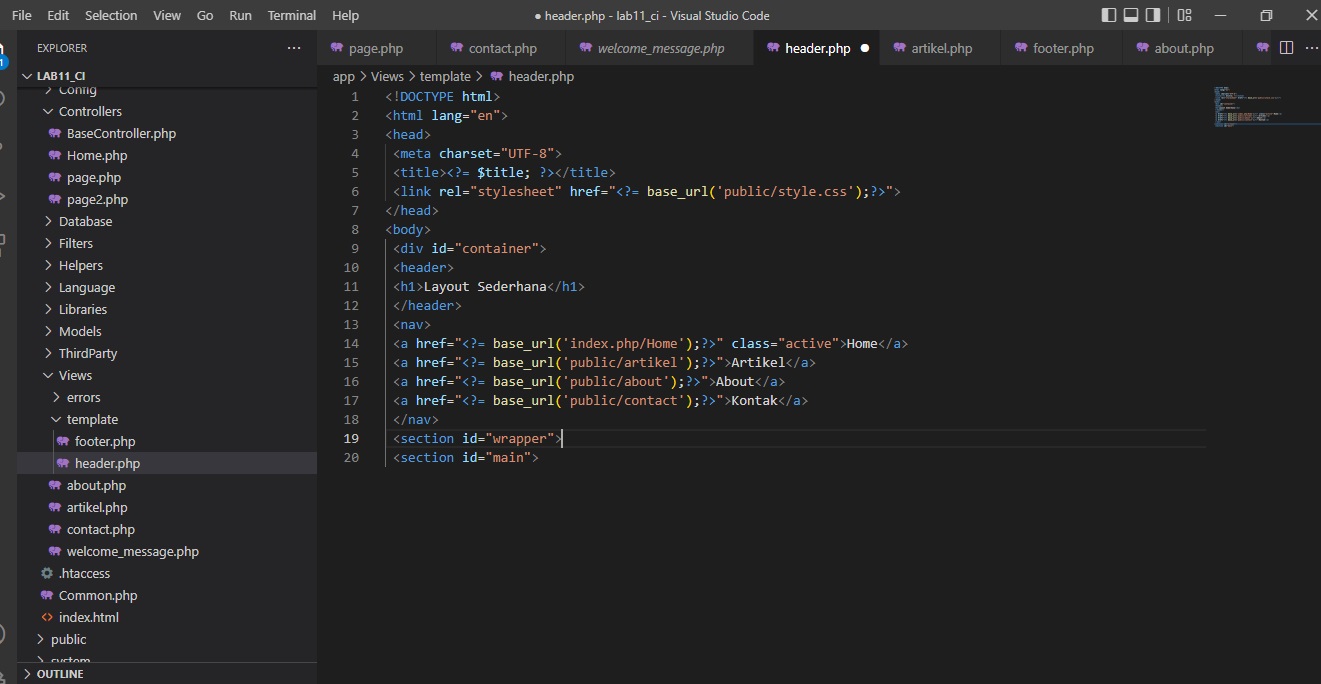 File Edit Selection View Go Run Terminal Help ● header.php - lab11_ci - Visual Studio Code
EXPLORER ···
page.php contact.php welcome_message.php header.php ● artikel.php footer.php about.php ···
LAB11_CI
app > Views > template > header.php
Config
Controllers
BaseController.php
Home.php
page.php
page2.php
Database
Filters
Helpers
Language
Libraries
Models
ThirdParty
Views
errors
template
footer.php
header.php
about.php
artikel.php
contact.php
welcome_message.php
.htaccess
Common.php
index.html
public
system
OUTLINE
1
1 <!DOCTYPE html>
2 <html lang="en">
3 <head>
4 <meta charset="UTF-8">
5 <title><?= $title; ?></title>
6 <link rel="stylesheet" href="<?= base_url('public/style.css');?>">
7 </head>
8 <body>
9 <div id="container">
10 <header>
11 <h1>Layout Sederhana</h1>
12 </header>
13 <nav>
14 <a href="<?= base_url('index.php/Home');?>" class="active">Home</a>
15 <a href="<?= base_url('public/artikel');?>">Artikel</a>
16 <a href="<?= base_url('public/about');?>">About</a>
17 <a href="<?= base_url('public/contact');?>">Kontak</a>
18 </nav>
19 <section id="wrapper">
20 <section id="main">